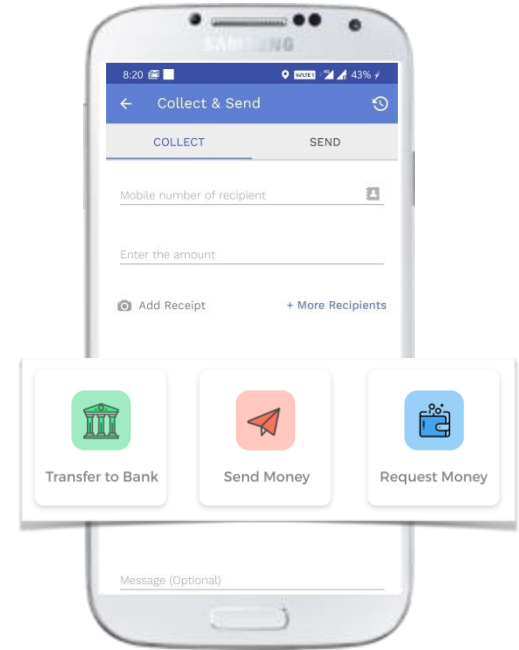 SAMSUNG
8:20 43%
Collect & Send
COLLECT SEND
Mobile number of recipient
Enter the amount
Add Receipt + More Recipients
Transfer to Bank Send Money Request Money
Message (Optional)